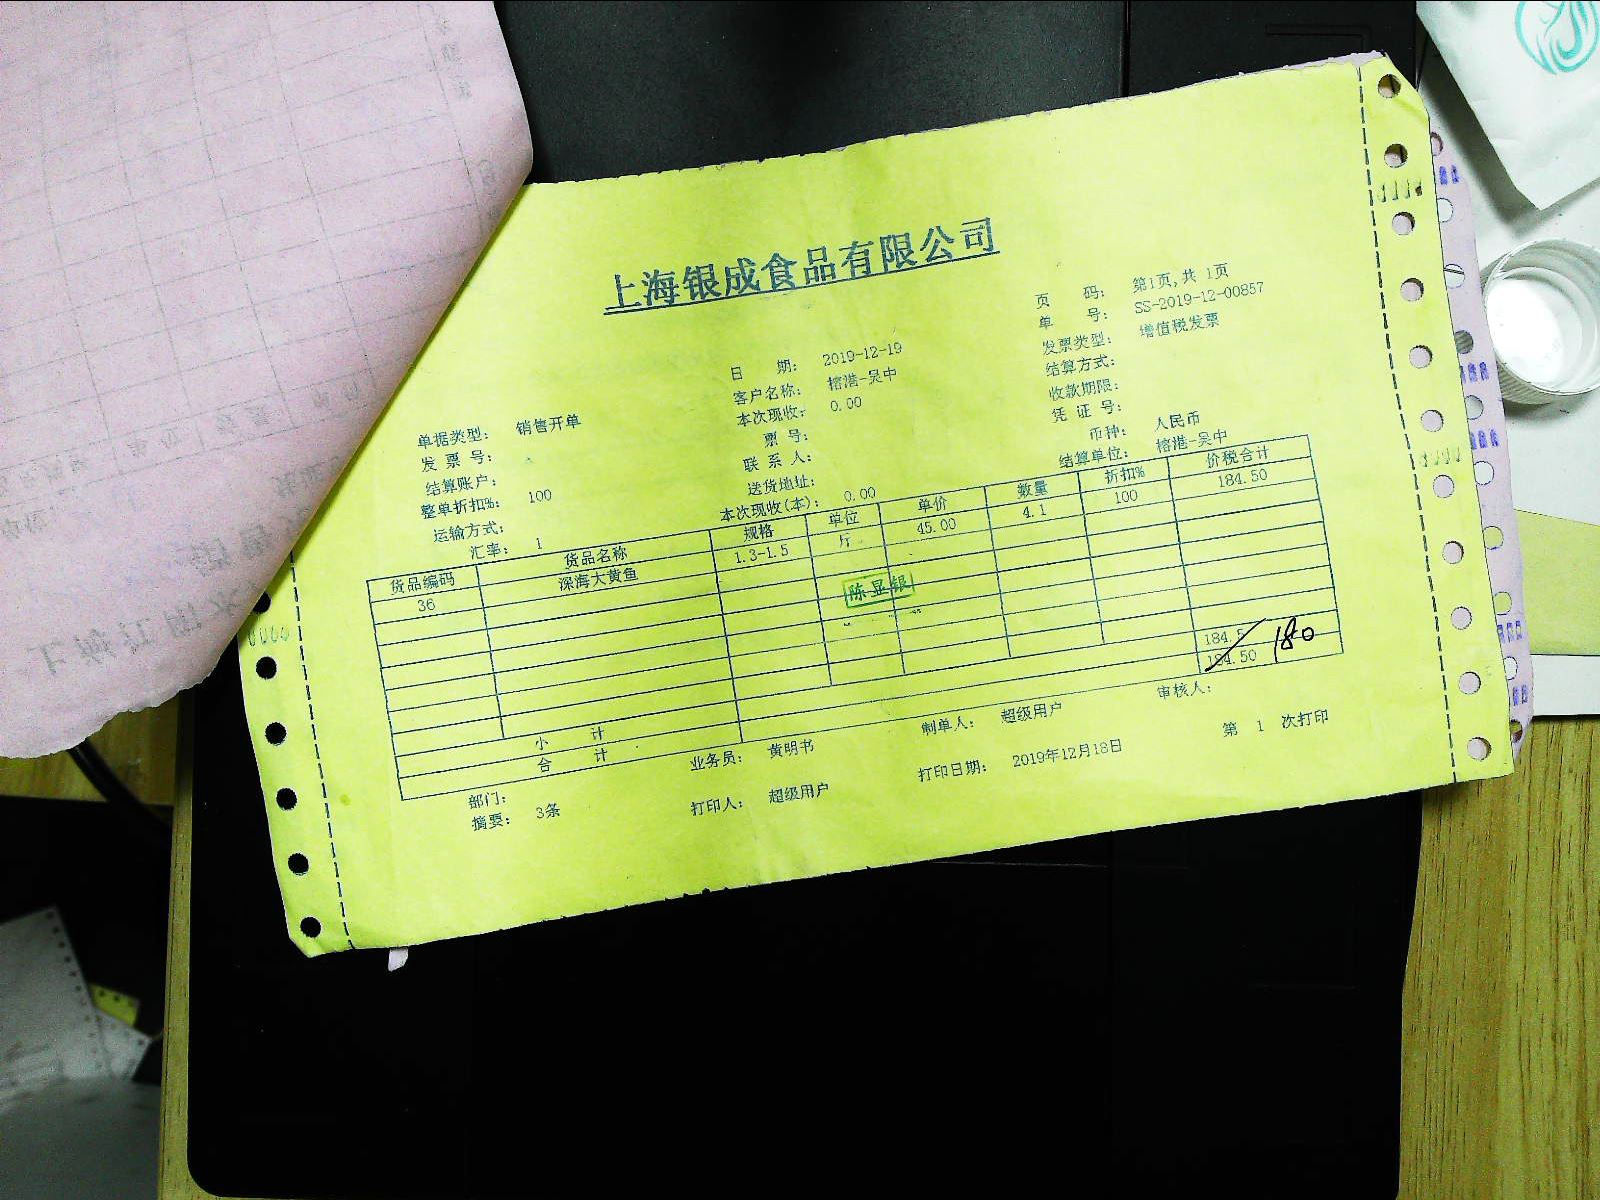 上海银成食品有限公司
页 码： 第1页, 共 1页
单 号： SS-2019-12-00857
日 期： 2019-12-19
发票类型： 增值税发票
客户名称： 榕港-吴中
结算方式：
单据类型： 销售开单
本次现收： 0.00
收款期限：
发 票 号：
票 号：
凭 证 号：
结算账户：
联 系 人：
币种： 人民币
整单折扣%： 100
送货地址：
结算单位： 榕港-吴中
运输方式：
本次现收(本)： 0.00
汇率： 1
货品编码 货品名称 规格 单位 单价 数量 折扣% 价税合计
36 深海大黄鱼 1.3-1.5 斤 45.00 4.1 100 184.50
陈显银
小 计 184.5
合 计 184.50
180
部门： 业务员： 黄明书 制单人： 超级用户 审核人：
摘要： 3条 打印人： 超级用户 打印日期： 2019年12月18日 第 1 次打印